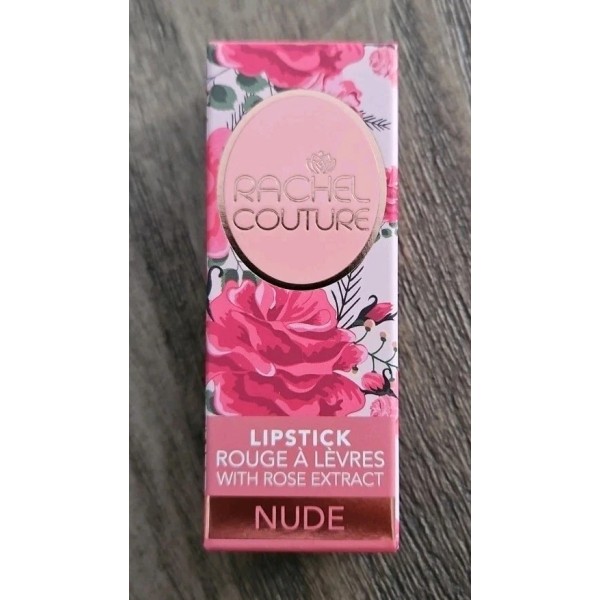 RACHEL
COUTURE
LIPSTICK
ROUGE À LÈVRES
WITH ROSE EXTRACT
NUDE